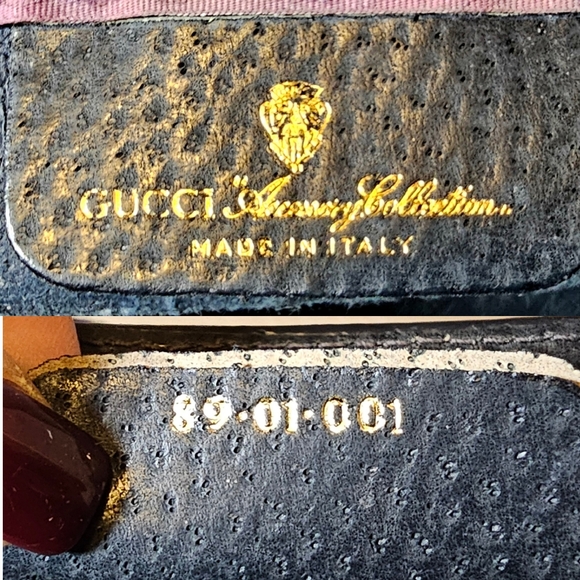 GUCCI "Accessory Collection"
MADE IN ITALY
89·01·001